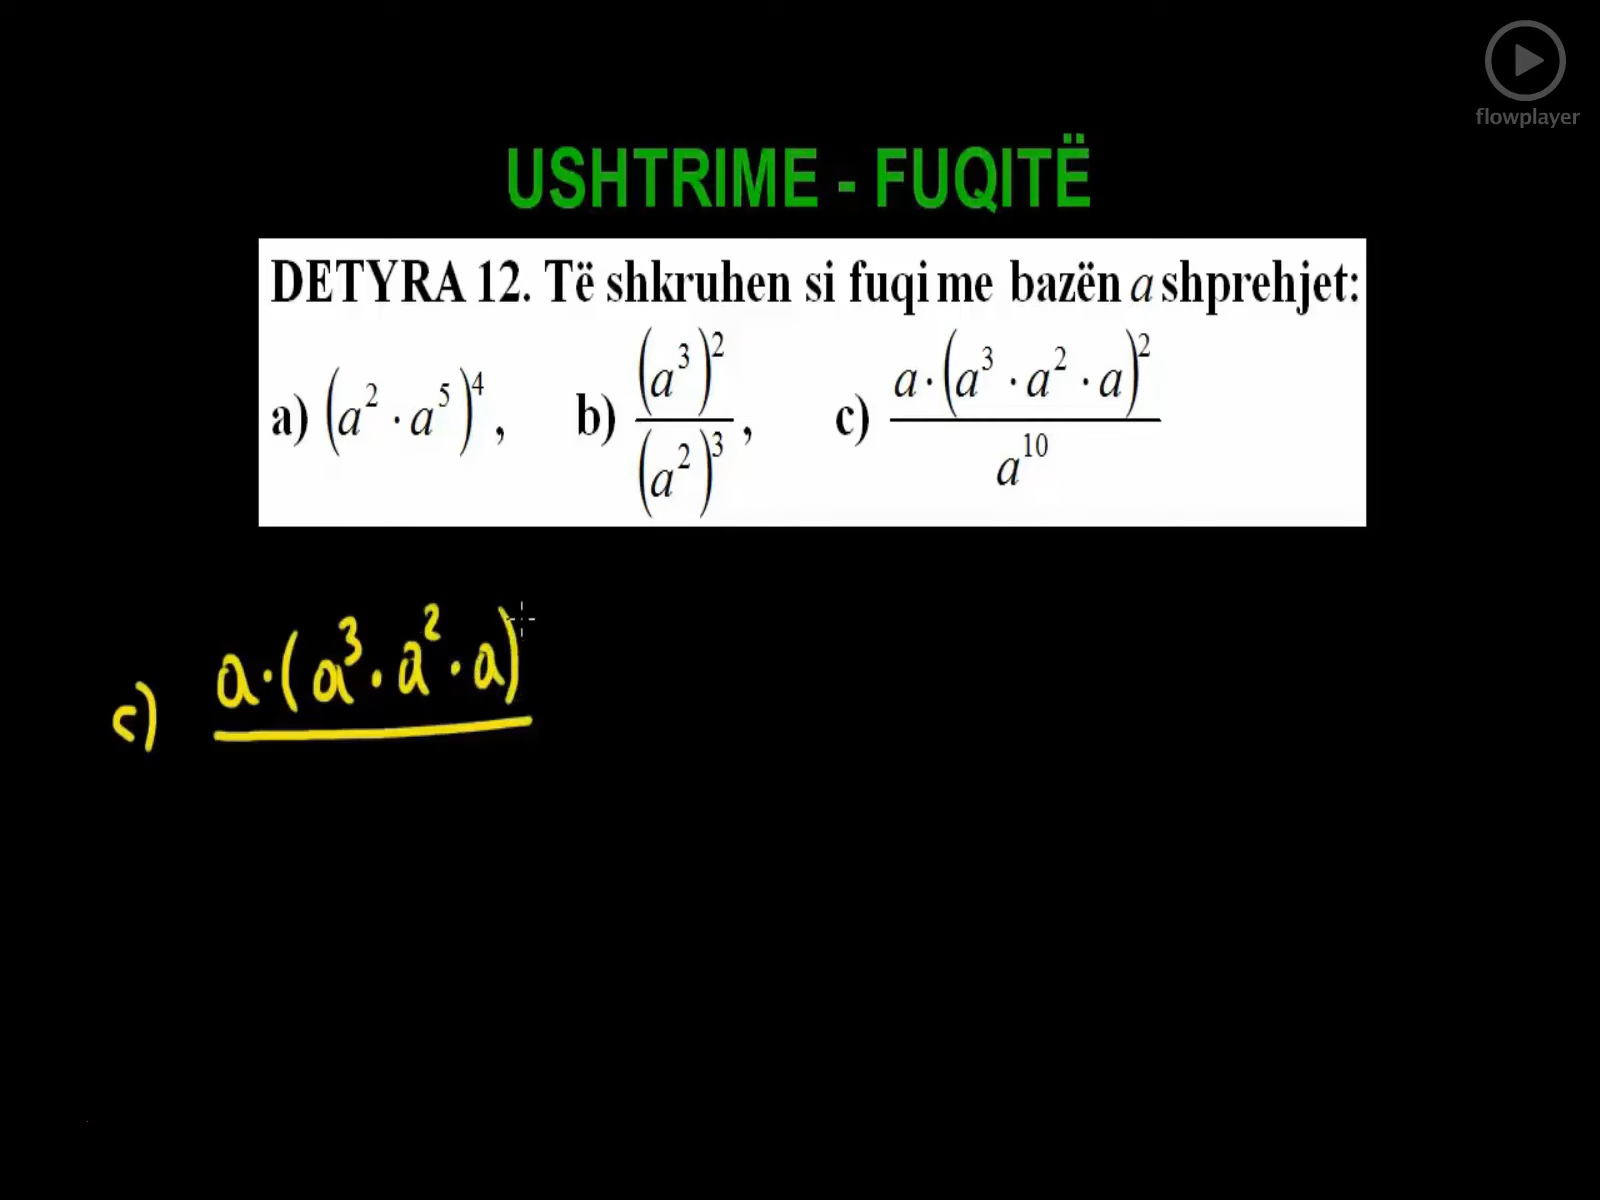 flowplayer
USHTRIME - FUQITË
DETYRA 12. Të shkruhen si fuqi me bazën a shprehjet:
a) (a² · a⁵)⁴, b) (a³)² / (a²)³, c) a · (a³ · a² · a)² / a¹⁰
c) a · (a³ · a² · a)